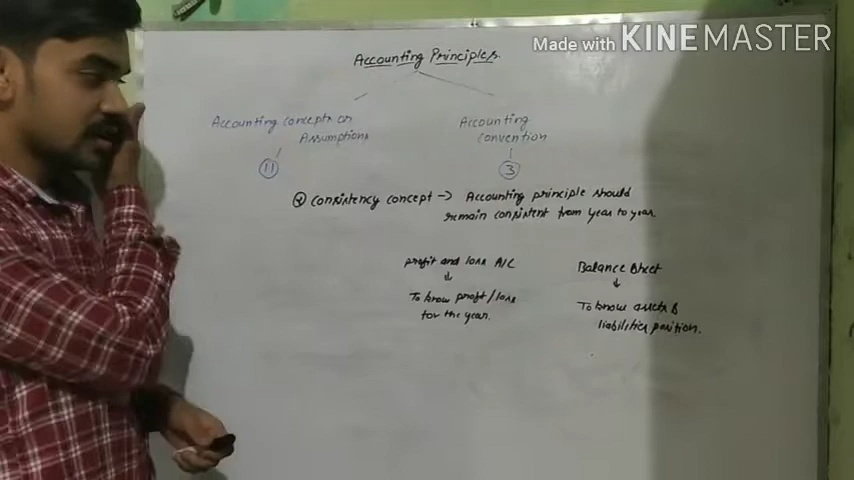 Made with KINEMASTER
Accounting Principles
Accounting concepts or
Assumptions
Accounting
convention
11
3
consistency concept → Accounting principle should
remain consistent from year to year.
profit and loss A/C
↓
To know profit/loss
for the year.
Balance Sheet
↓
To know assets &
liabilities position.